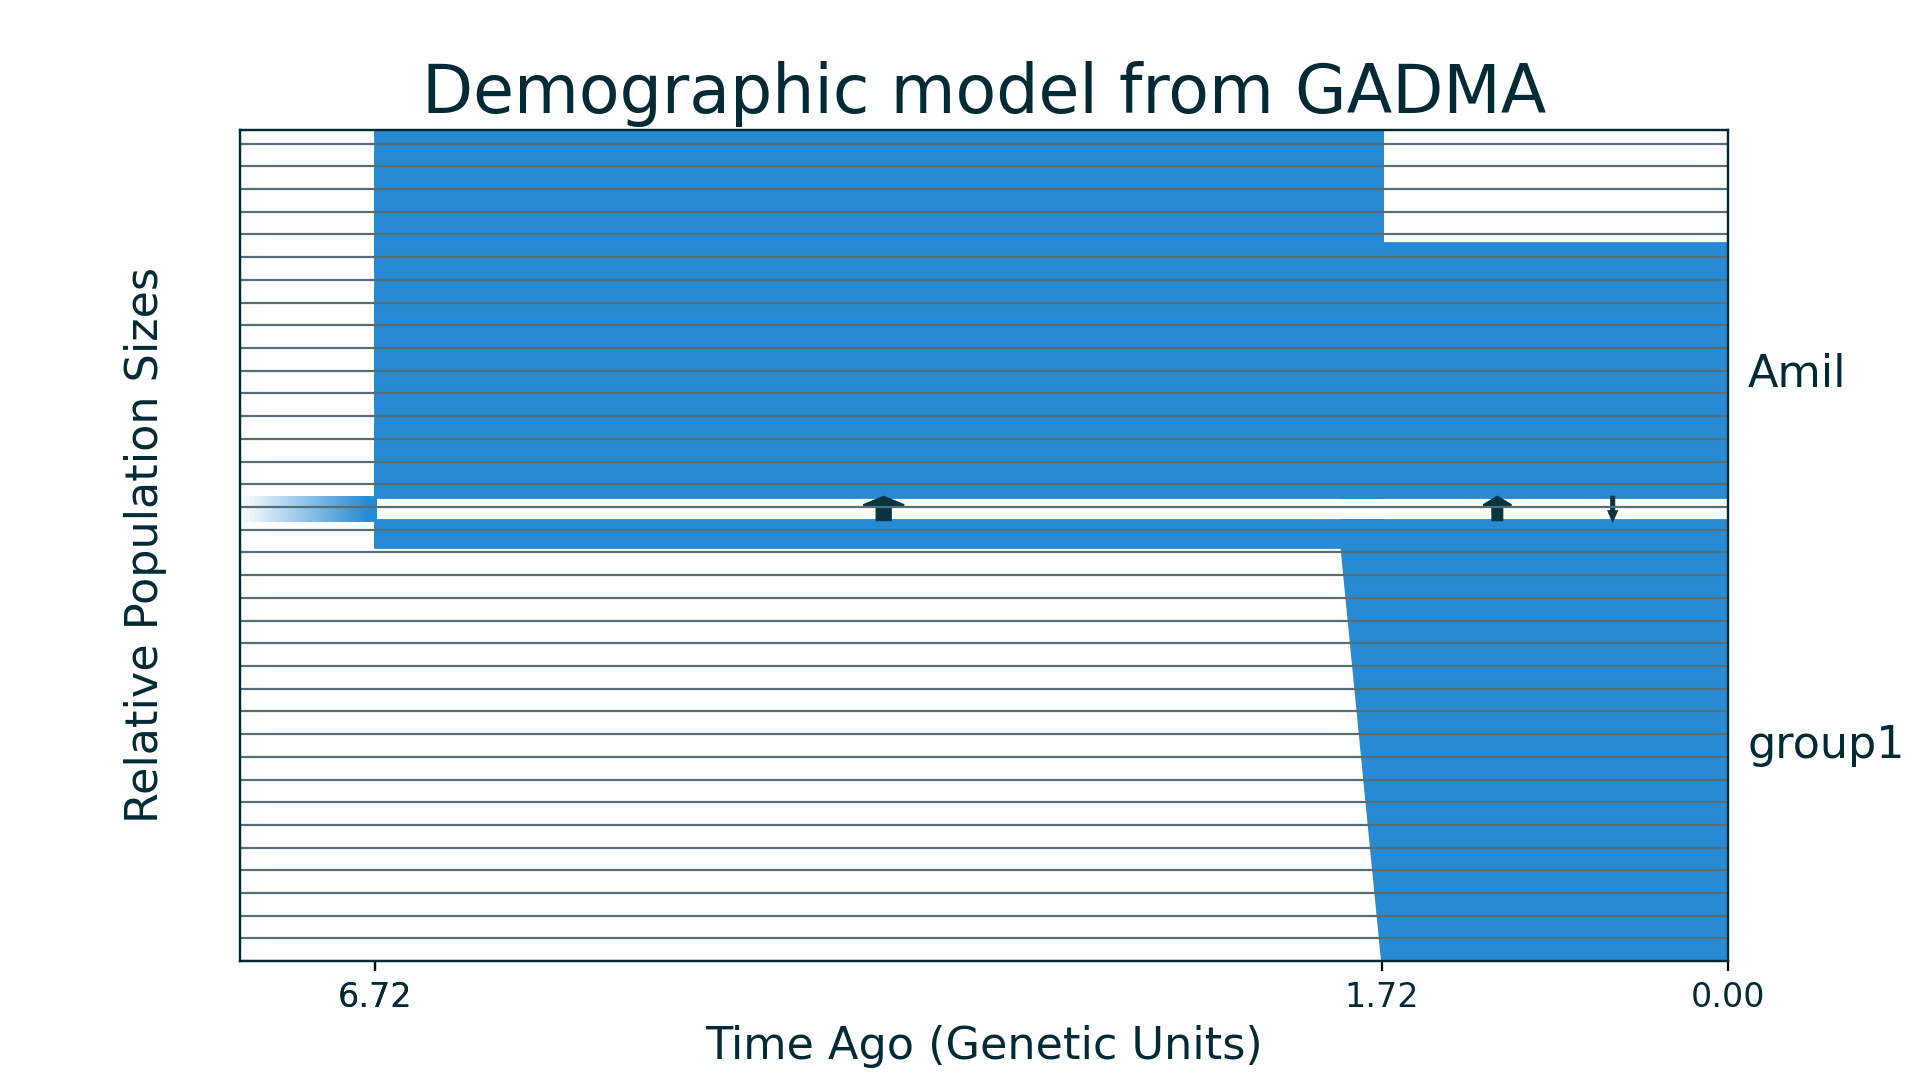 Demographic model from GADMA
Relative Population Sizes
Amil
group1
6.72
1.72
0.00
Time Ago (Genetic Units)